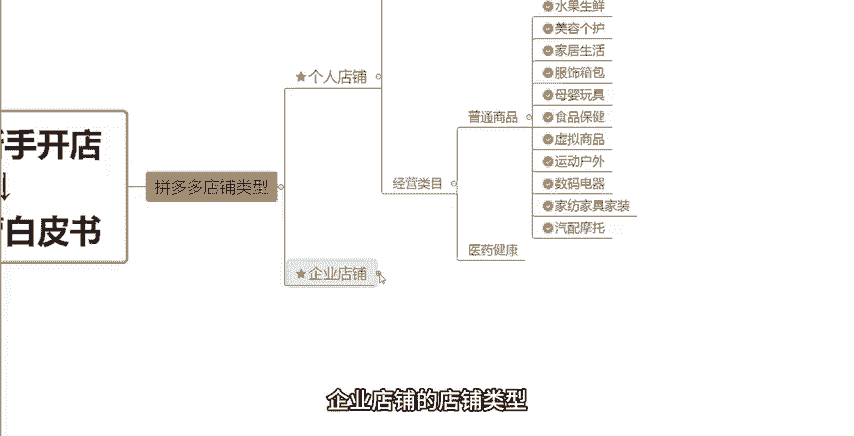 手开店
↓
白皮书
拼多多店铺类型
★个人店铺
经营类目
普通商品
水果生鲜
美容个护
家居生活
服饰箱包
母婴玩具
食品保健
虚拟商品
运动户外
数码电器
家纺家具家装
汽配摩托
医药健康
★企业店铺
企业店铺的店铺类型